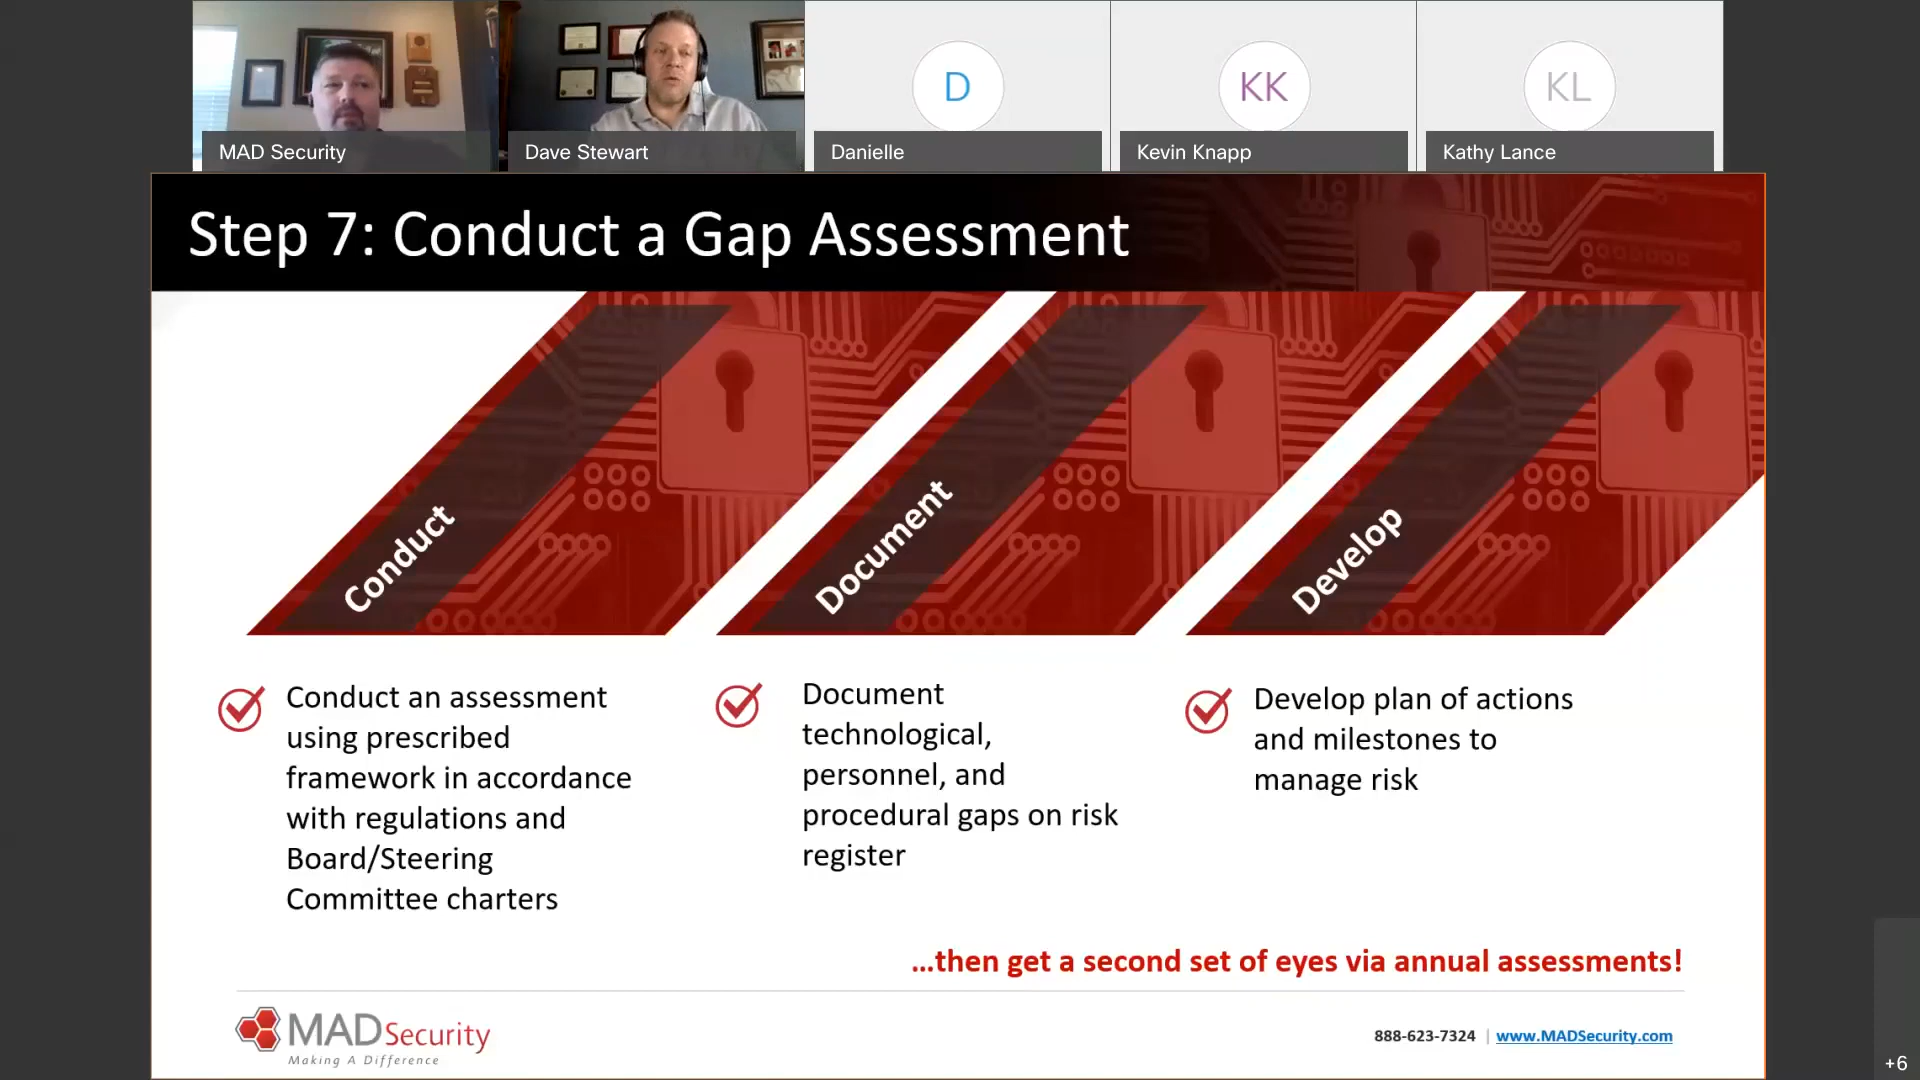 D
KK
KL
MAD Security
Dave Stewart
Danielle
Kevin Knapp
Kathy Lance
Step 7: Conduct a Gap Assessment
Conduct
Document
Develop
Conduct an assessment
using prescribed
framework in accordance
with regulations and
Board/Steering
Committee charters
Document
technological,
personnel, and
procedural gaps on risk
register
Develop plan of actions
and milestones to
manage risk
...then get a second set of eyes via annual assessments!
MAD Security
Making A Difference
888-623-7324 | www.MADSecurity.com
+6